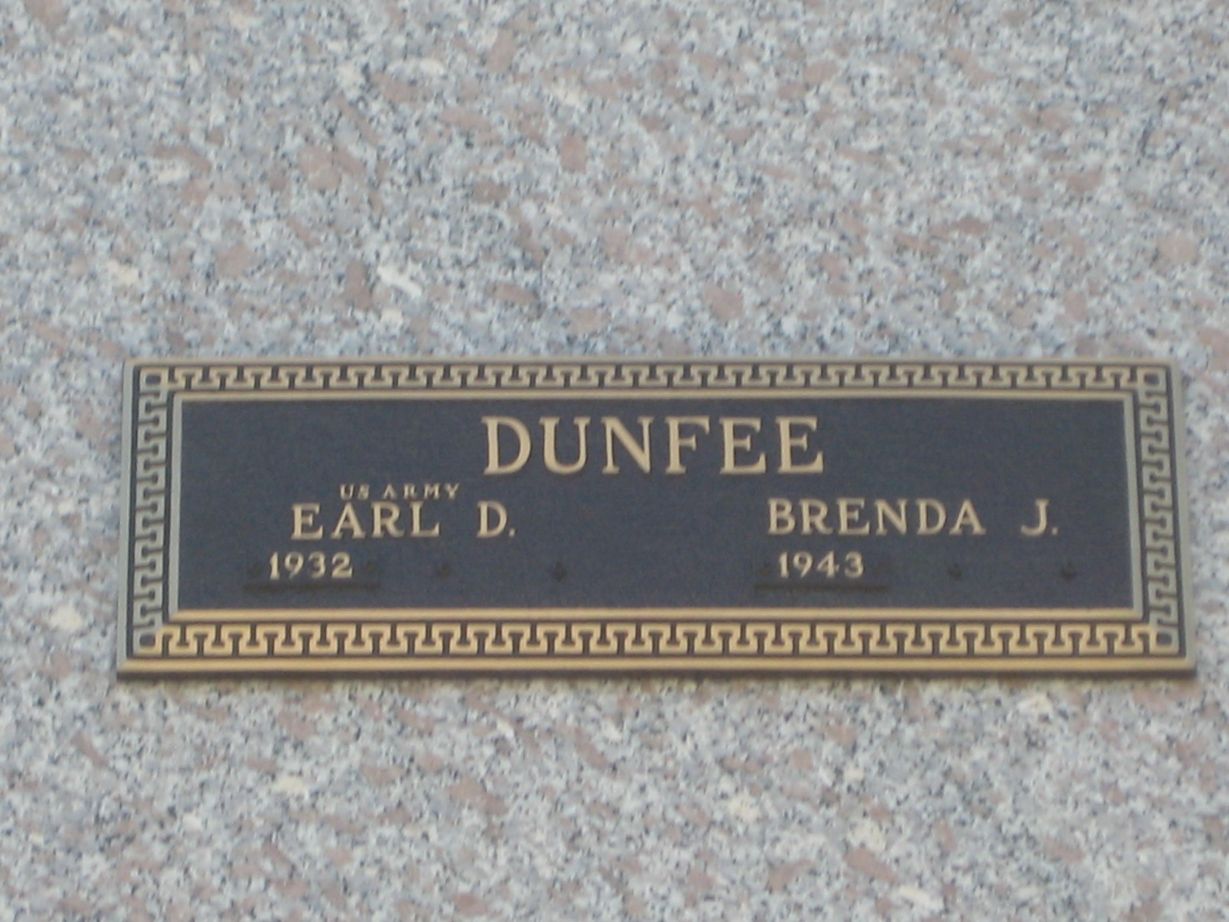 DUNFEE
US ARMY
EARL D. BRENDA J.
1932 1943